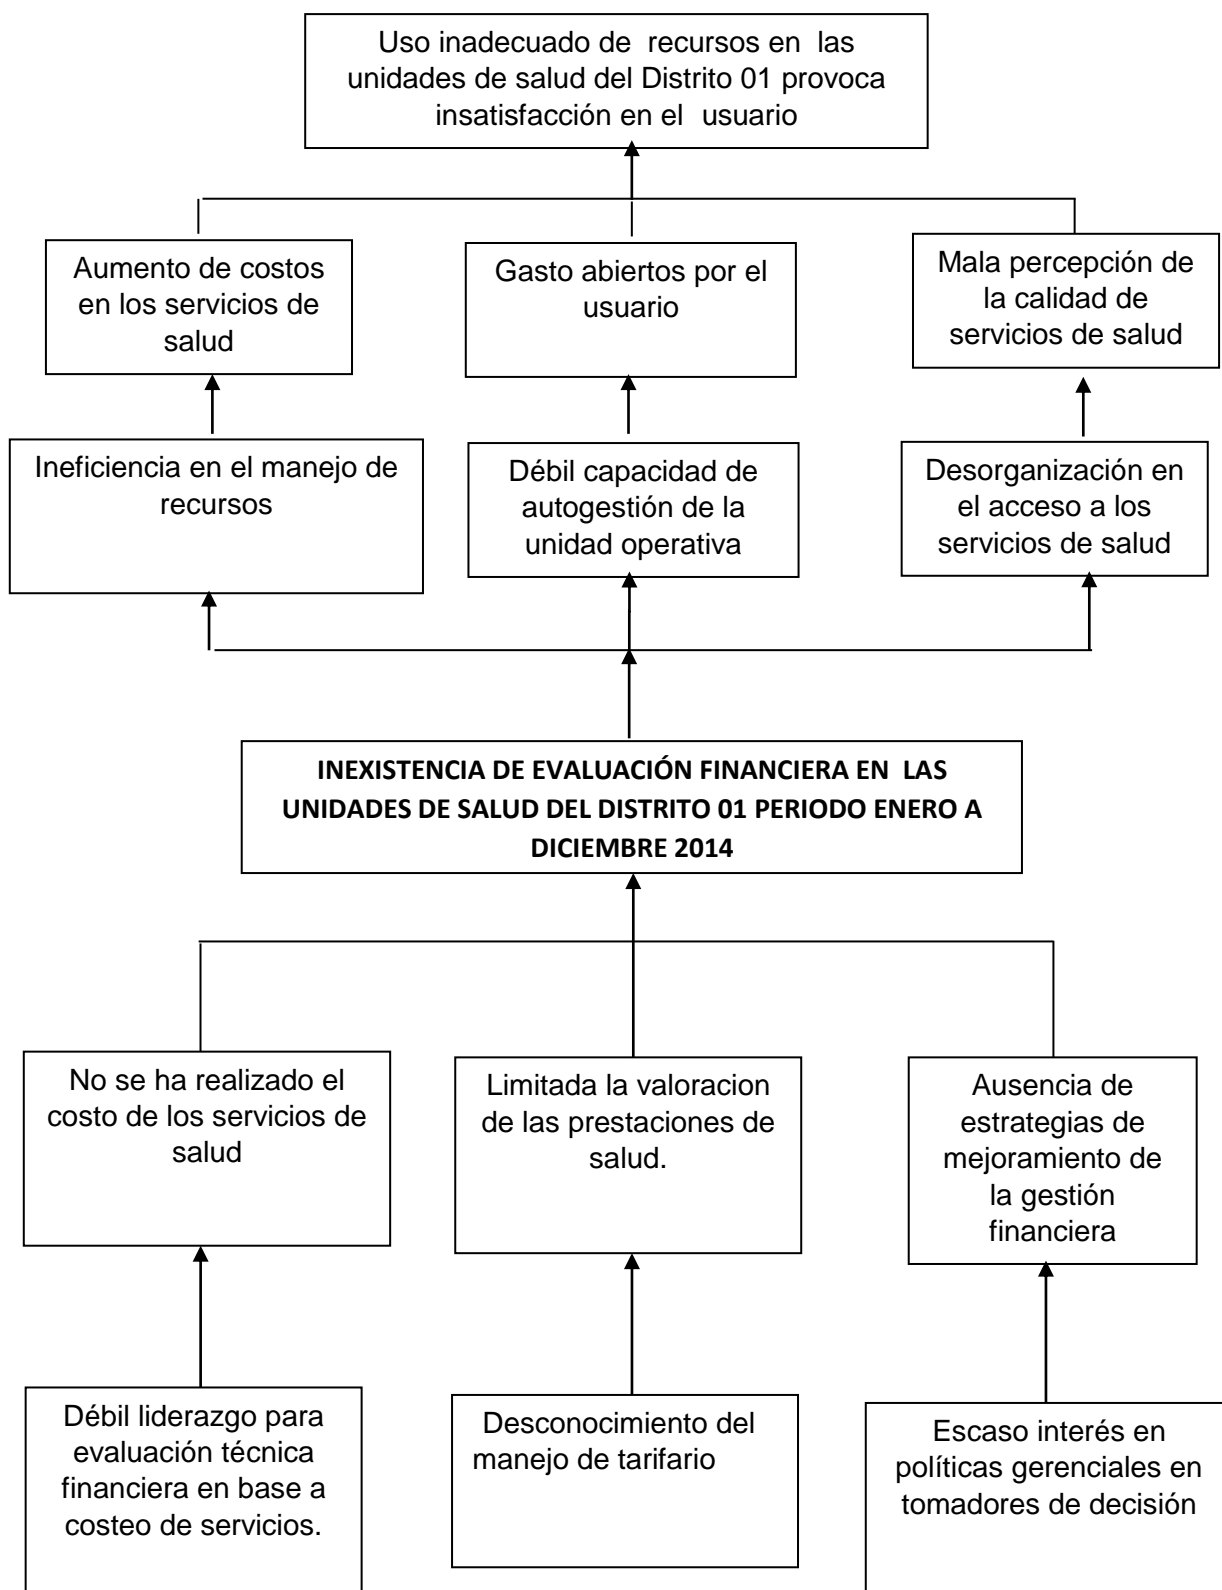 Uso inadecuado de recursos en las
unidades de salud del Distrito 01 provoca
insatisfacción en el usuario
Aumento de costos
en los servicios de
salud
Gasto abiertos por el
usuario
Mala percepción de
la calidad de
servicios de salud
Ineficiencia en el manejo de
recursos
Débil capacidad de
autogestión de la
unidad operativa
Desorganización en
el acceso a los
servicios de salud
INEXISTENCIA DE EVALUACIÓN FINANCIERA EN LAS
UNIDADES DE SALUD DEL DISTRITO 01 PERIODO ENERO A
DICIEMBRE 2014
No se ha realizado el
costo de los servicios de
salud
Limitada la valoracion
de las prestaciones de
salud.
Ausencia de
estrategias de
mejoramiento de
la gestión
financiera
Débil liderazgo para
evaluación técnica
financiera en base a
costeo de servicios.
Desconocimiento del
manejo de tarifario
Escaso interés en
políticas gerenciales en
tomadores de decisión